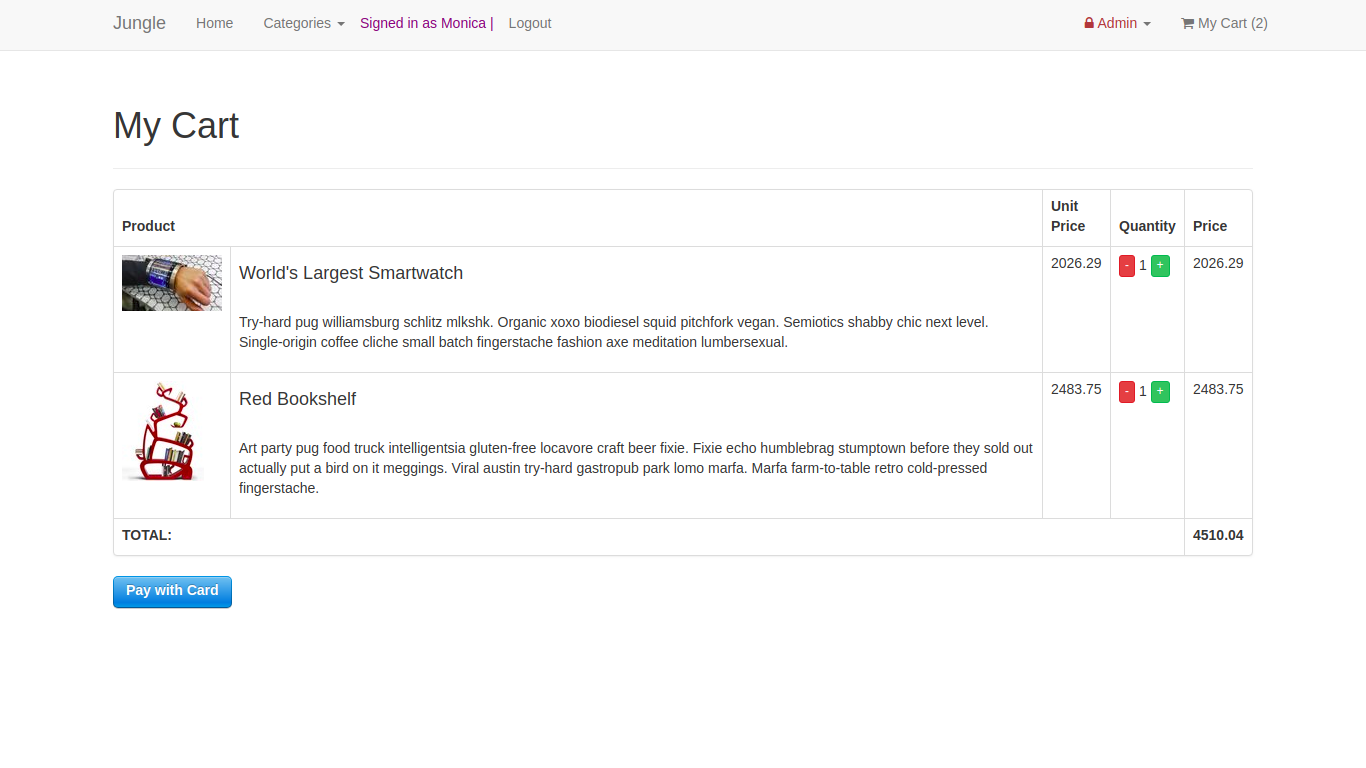 Jungle Home Categories Signed in as Monica | Logout Admin My Cart (2)
My Cart
Product Unit Price Quantity Price
World's Largest Smartwatch 2026.29 - 1 + 2026.29
Try-hard pug williamsburg schlitz mlkshk. Organic xoxo biodiesel squid pitchfork vegan. Semiotics shabby chic next level.
Single-origin coffee cliche small batch fingerstache fashion axe meditation lumbersexual.
Red Bookshelf 2483.75 - 1 + 2483.75
Art party pug food truck intelligentsia gluten-free locavore craft beer fixie. Fixie echo humblebrag stumptown before they sold out
actually put a bird on it meggings. Viral austin try-hard gastropub park lomo marfa. Marfa farm-to-table retro cold-pressed
fingerstache.
TOTAL: 4510.04
Pay with Card